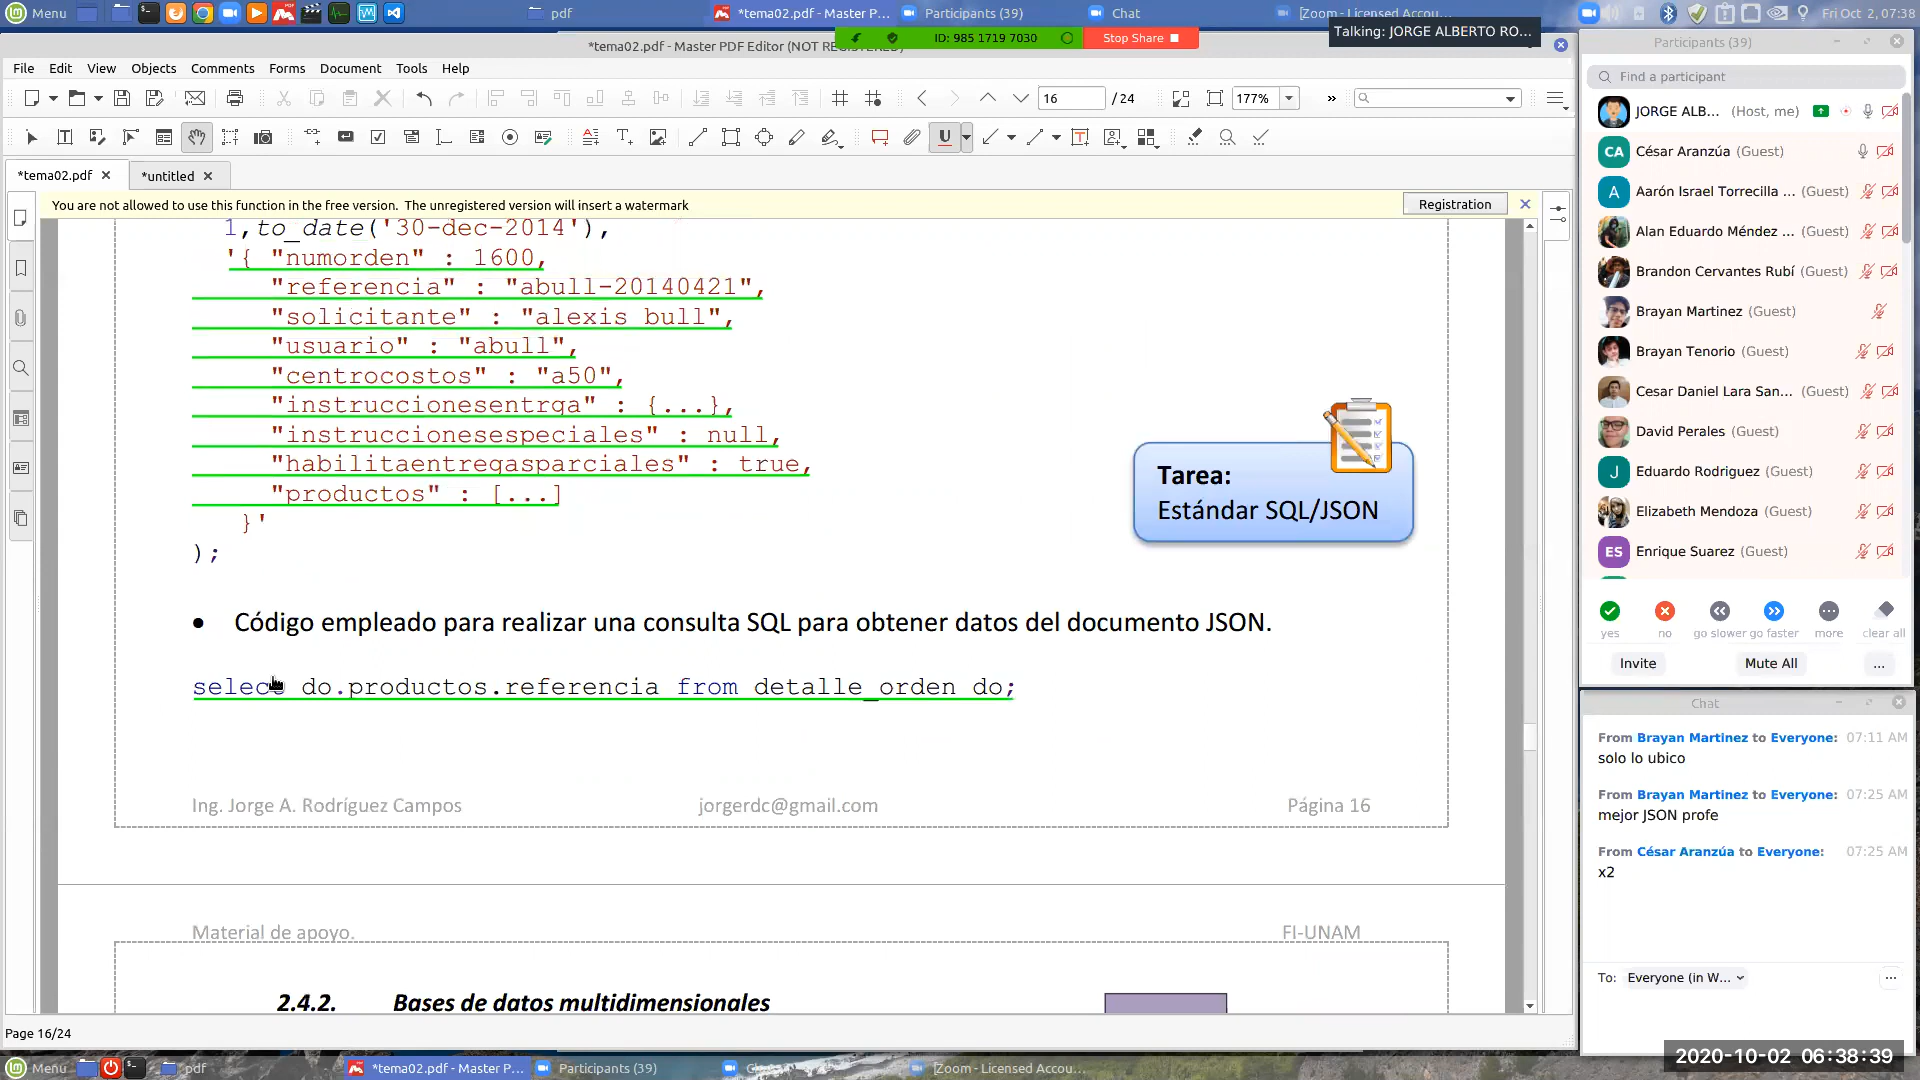 Menu
pdf
*tema02.pdf - Master P...
Participants (39)
Chat
[Zoom - Licensed Accou...
Fri Oct 2, 07:38
*tema02.pdf - Master PDF Editor (NOT REGISTERED)
ID: 985 1719 7030
Stop Share
Talking: JORGE ALBERTO RO...
File Edit View Objects Comments Forms Document Tools Help
16 / 24
177%
*tema02.pdf
*untitled
You are not allowed to use this function in the free version. The unregistered version will insert a watermark
Registration
1,to_date('30-dec-2014'),
'{ "numorden" : 1600,
"referencia" : "abull-20140421",
"solicitante" : "alexis bull",
"usuario" : "abull",
"centrocostos" : "a50",
"instruccionesentrga" : {...},
"instruccionesespeciales" : null,
"habilitaentregasparciales" : true,
"productos" : [...]
}'
);
Tarea:
Estándar SQL/JSON
• Código empleado para realizar una consulta SQL para obtener datos del documento JSON.
select do.productos.referencia from detalle_orden do;
Ing. Jorge A. Rodríguez Campos
jorgerdc@gmail.com
Página 16
Material de apoyo.
FI-UNAM
2.4.2. Bases de datos multidimensionales
Page 16/24
Participants (39)
Find a participant
JORGE ALB... (Host, me)
CA César Aranzúa (Guest)
A Aarón Israel Torrecilla ... (Guest)
Alan Eduardo Méndez ... (Guest)
Brandon Cervantes Rubí (Guest)
Brayan Martinez (Guest)
Brayan Tenorio (Guest)
Cesar Daniel Lara San... (Guest)
David Perales (Guest)
J Eduardo Rodriguez (Guest)
Elizabeth Mendoza (Guest)
ES Enrique Suarez (Guest)
yes no go slower go faster more clear all
Invite
Mute All
...
Chat
From Brayan Martinez to Everyone: 07:11 AM
solo lo ubico
From Brayan Martinez to Everyone: 07:25 AM
mejor JSON profe
From César Aranzúa to Everyone: 07:25 AM
x2
To: Everyone (in W...
2020-10-02 06:38:39
Menu
pdf
*tema02.pdf - Master P...
Participants (39)
[Zoom - Licensed Accou...